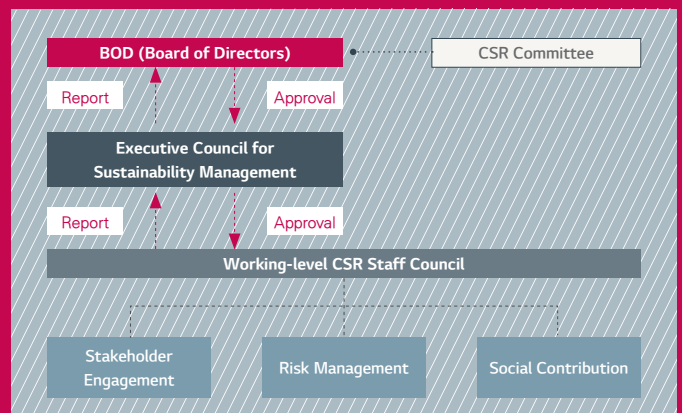 BOD (Board of Directors)
CSR Committee
Report
Approval
Executive Council for
Sustainability Management
Report
Approval
Working-level CSR Staff Council
Stakeholder
Engagement
Risk Management
Social Contribution